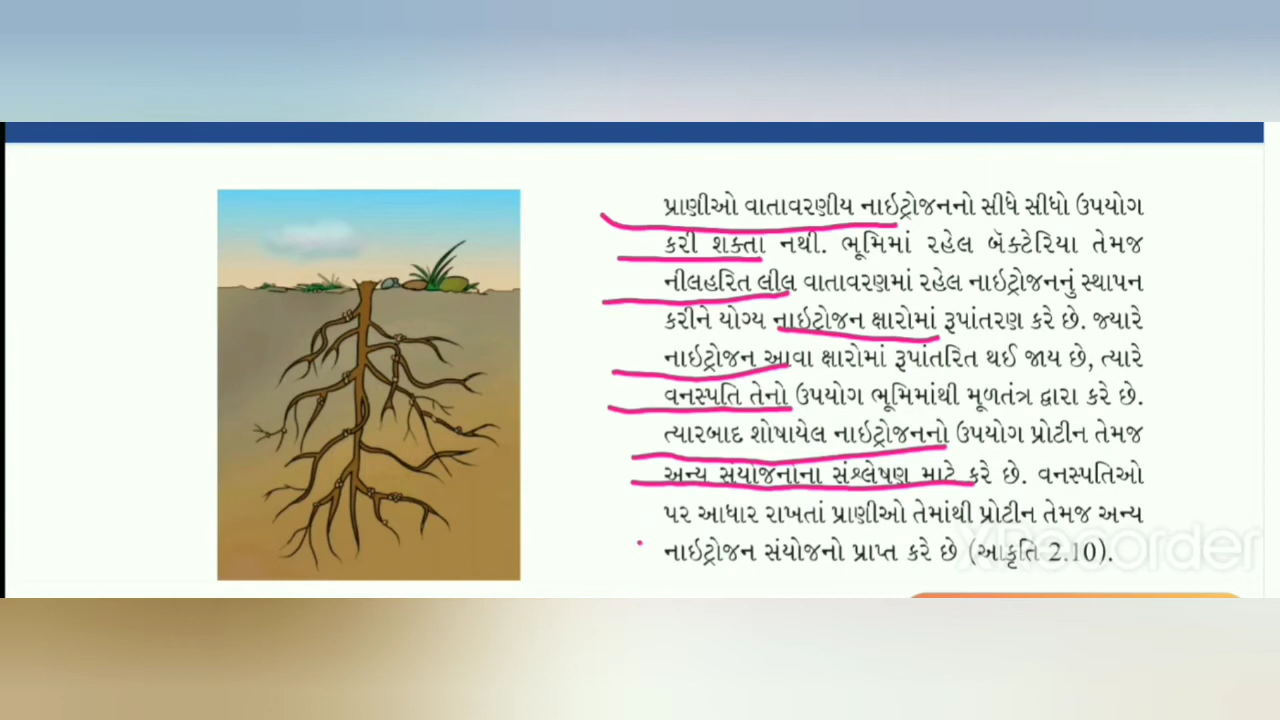 પ્રાણીઓ વાતાવરણીય નાઇટ્રોજનનો સીધે સીધો ઉપયોગ
કરી શક્તા નથી. ભૂમિમાં રહેલ બૅક્ટેરિયા તેમજ
નીલહરિત લીલ વાતાવરણમાં રહેલ નાઇટ્રોજનનું સ્થાપન
કરીને યોગ્ય નાઇટ્રોજન ક્ષારોમાં રૂપાંતરણ કરે છે. જ્યારે
નાઇટ્રોજન આવા ક્ષારોમાં રૂપાંતરિત થઈ જાય છે, ત્યારે
વનસ્પતિ તેનો ઉપયોગ ભૂમિમાંથી મૂળતંત્ર દ્વારા કરે છે.
ત્યારબાદ શોષાયેલ નાઇટ્રોજનનો ઉપયોગ પ્રોટીન તેમજ
અન્ય સંયોજનોના સંશ્લેષણ માટે કરે છે. વનસ્પતિઓ
પર આધાર રાખતાં પ્રાણીઓ તેમાંથી પ્રોટીન તેમજ અન્ય
નાઇટ્રોજન સંયોજનો પ્રાપ્ત કરે છે (આકૃતિ 2.10).
XRecorder